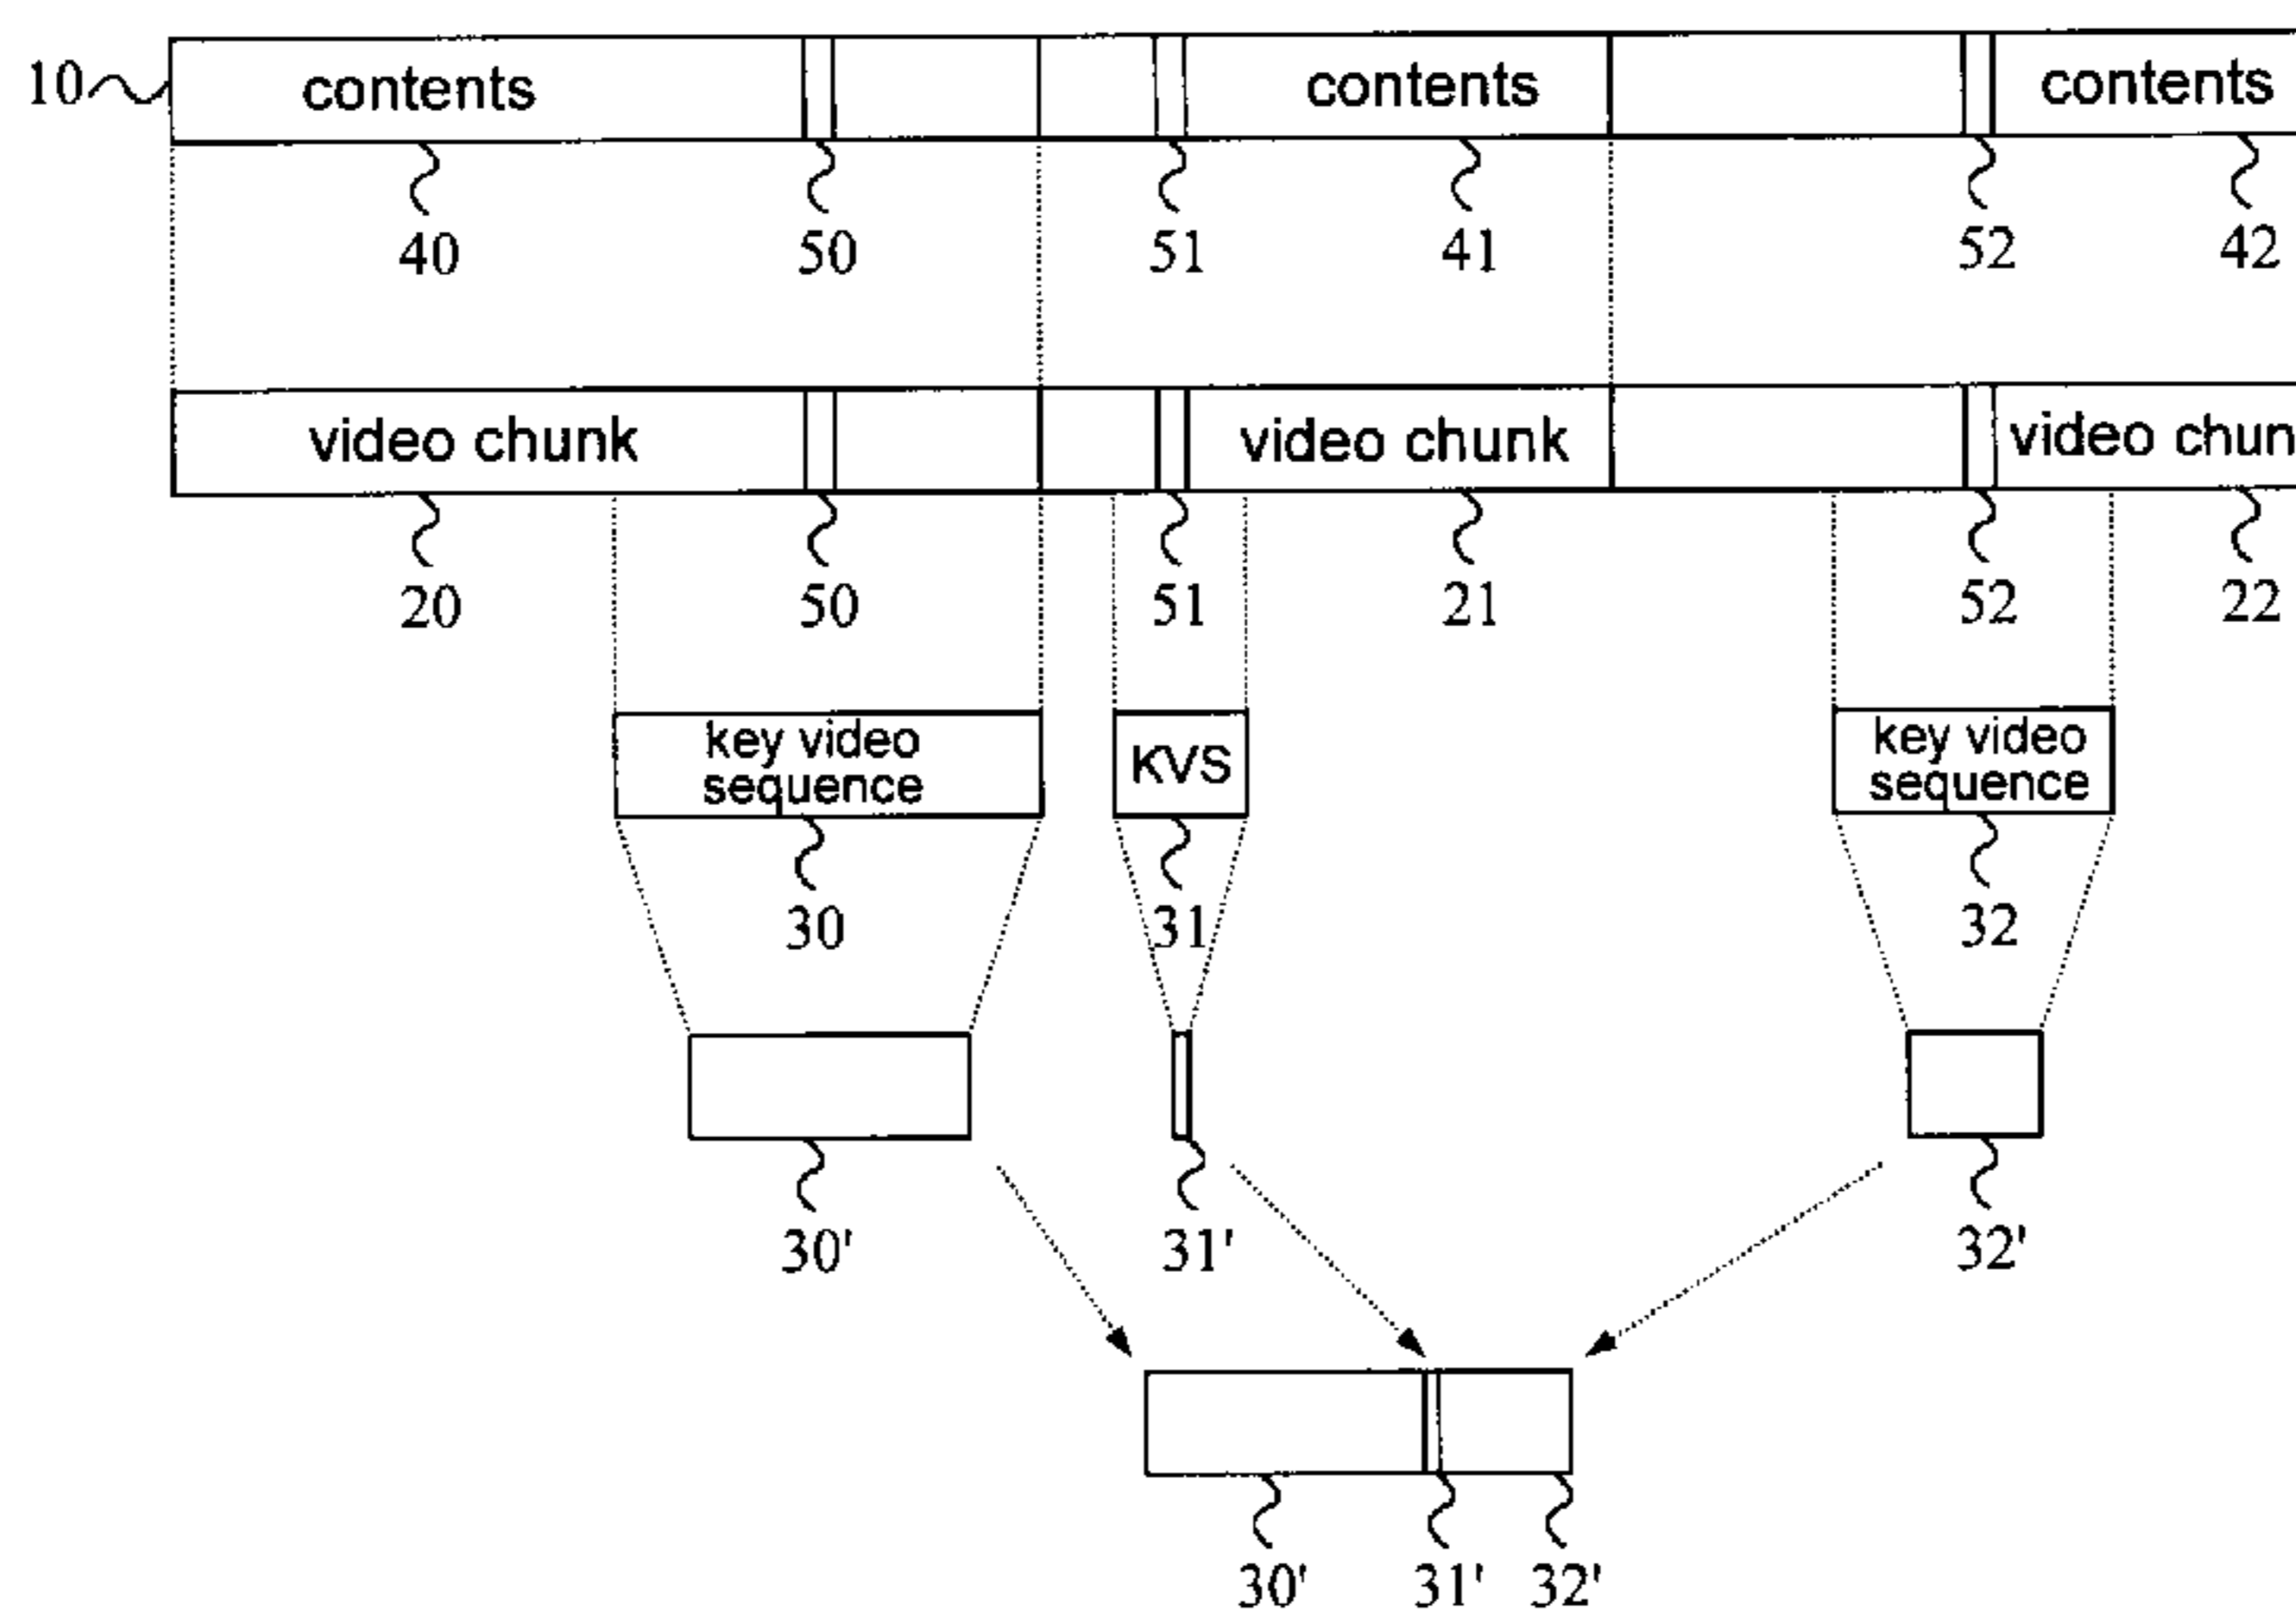 10 contents contents contents
40 50 51 41 52 42
video chunk video chunk video chun
20 50 51 21 52 22
key video
sequence
KVS
key video
sequence
30 31 32
30' 31' 32'
30' 31' 32'